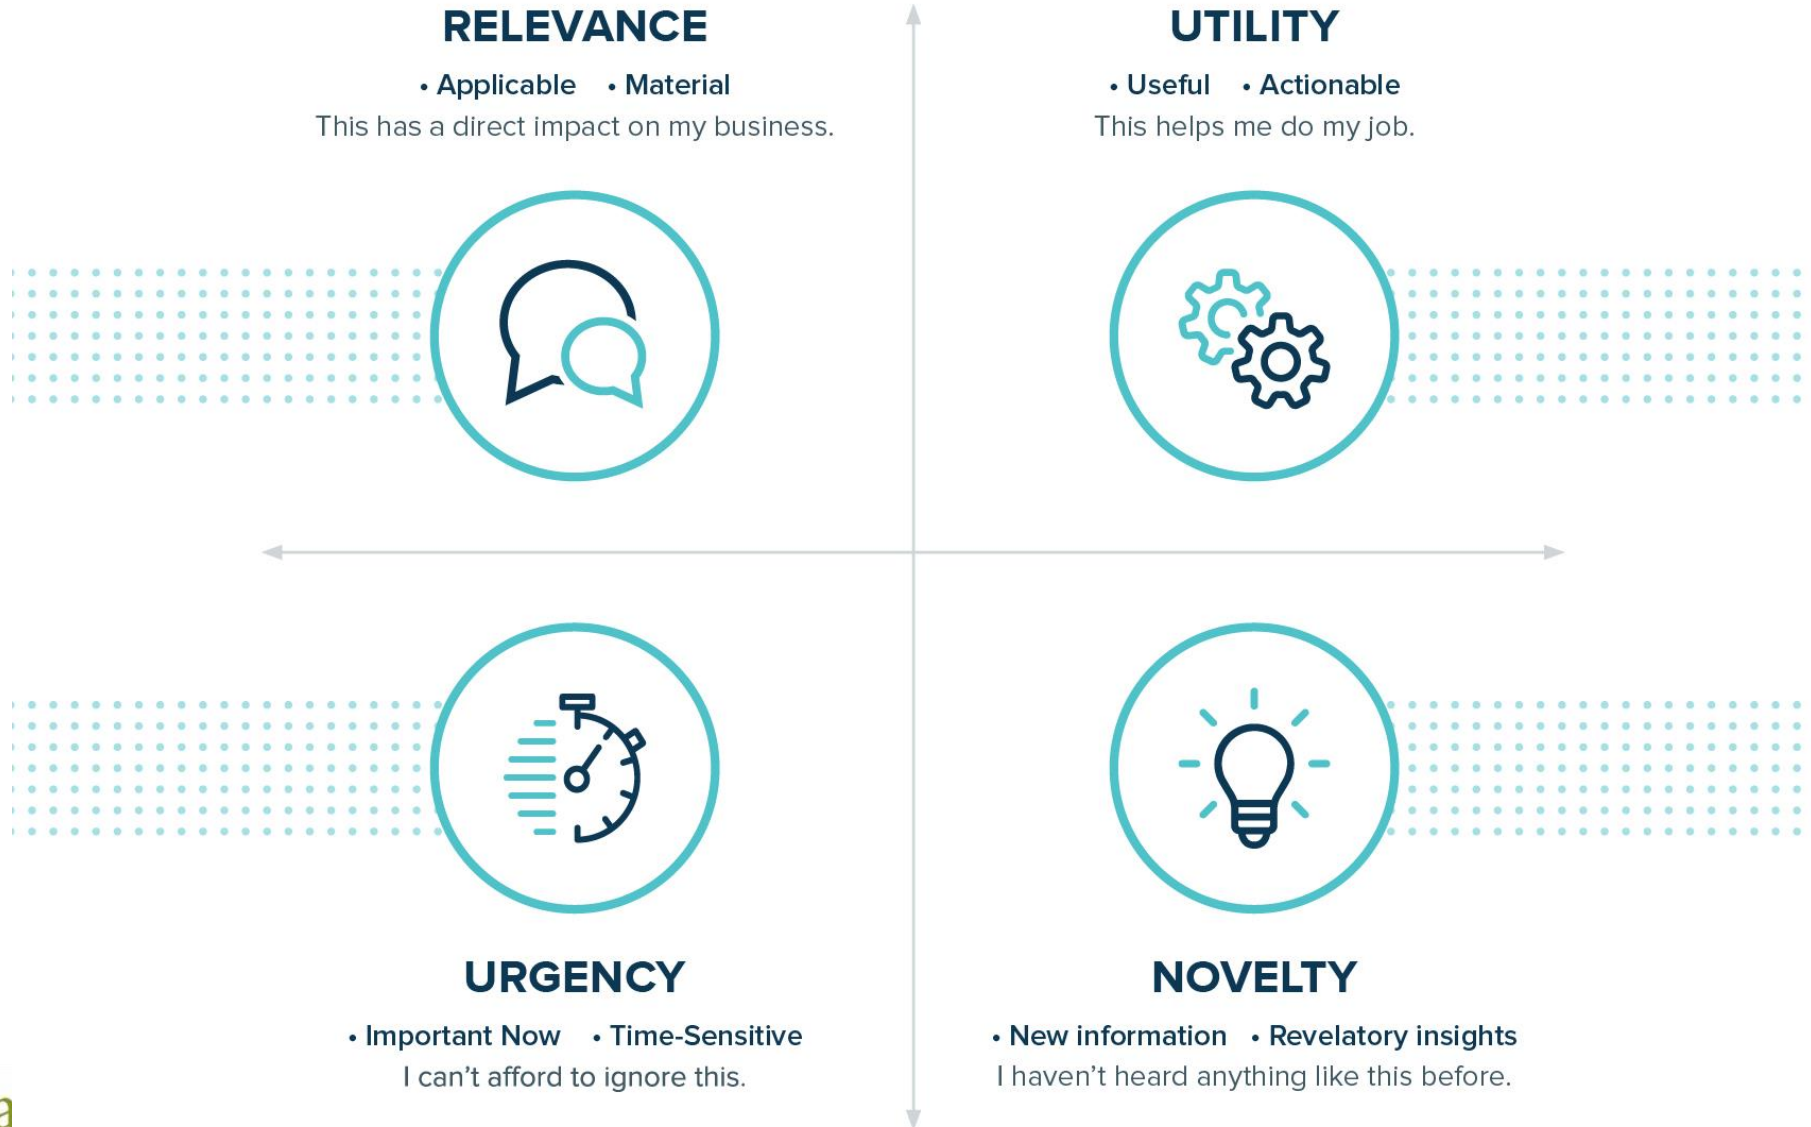 RELEVANCE
• Applicable • Material
This has a direct impact on my business.
UTILITY
• Useful • Actionable
This helps me do my job.
URGENCY
• Important Now • Time-Sensitive
I can't afford to ignore this.
NOVELTY
• New information • Revelatory insights
I haven't heard anything like this before.